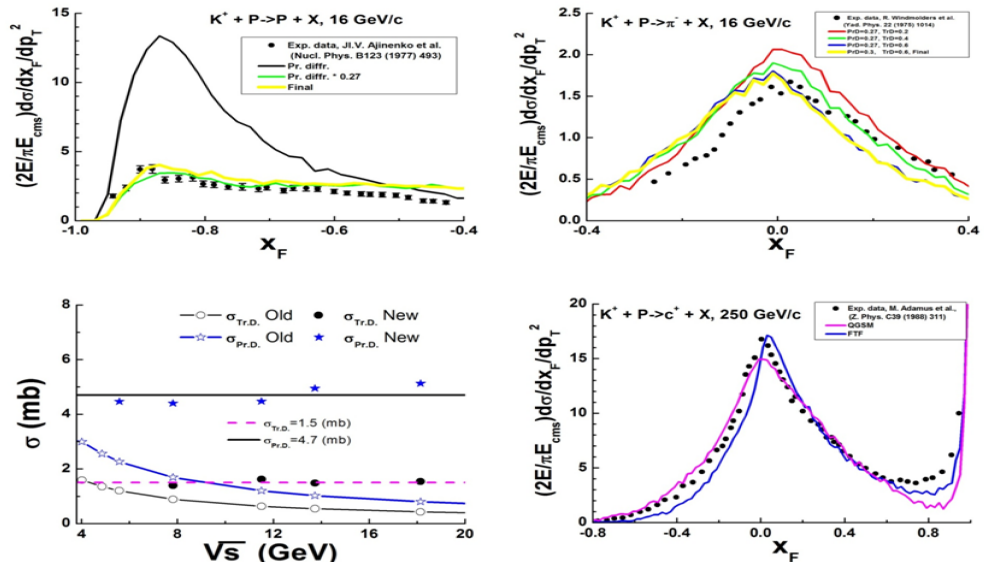 K⁺ + P->P + X, 16 GeV/c
Exp. data, Jl.V. Ajinenko et al.
(Nucl. Phys. B123 (1977) 493)
Pr. diffr.
Pr. diffr. * 0.27
Final
(2E/πE_cms)dσ/dx_F/dp_T²
15
10
5
0
-1.0 -0.8 -0.6 -0.4
x_F
K⁺ + P->π⁻ + X, 16 GeV/c
Exp. data, R. Windmolders et al.
(Yad. Phys. 22 (1975) 1014)
PrD=0.27, TrD=0.2
PrD=0.27, TrD=0.4
PrD=0.27, TrD=0.6
PrD=0.3, TrD=0.6, Final
(2E/πE_cms)dσ/dx_F/dp_T²
2.5
2.0
1.5
1.0
0.5
0.0
-0.4 0.0 0.4
x_F
σ_Tr.D. Old σ_Tr.D. New
σ_Pr.D. Old σ_Pr.D. New
σ_Tr.D.=1.5 (mb)
σ_Pr.D.=4.7 (mb)
σ (mb)
8
6
4
2
0
4 8 12 16 20
√s (GeV)
K⁺ + P->c⁺ + X, 250 GeV/c
Exp. data, M. Adamus et al.,
(Z. Phys. C39 (1988) 311)
QGSM
FTF
(2E/πE_cms)dσ/dx_F/dp_T²
20
15
10
5
0
-0.8 -0.4 0.0 0.4 0.8
x_F